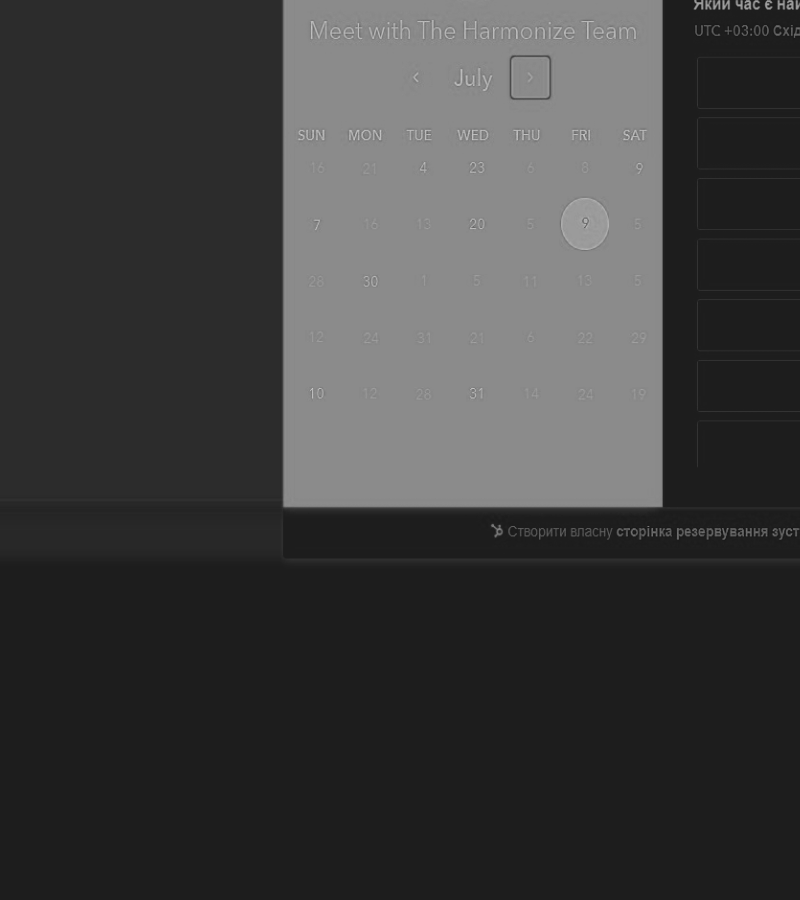 Meet with The Harmonize Team
‹ July ›
SUN MON TUE WED THU FRI SAT
16 21 4 23 6 8 9
7 16 13 20 5 9 5
28 30 1 5 11 13 5
12 24 31 21 6 22 29
10 12 28 31 14 24 19
Який час є най
UTC +03:00 Схід
Створити власну сторінка резервування зуст